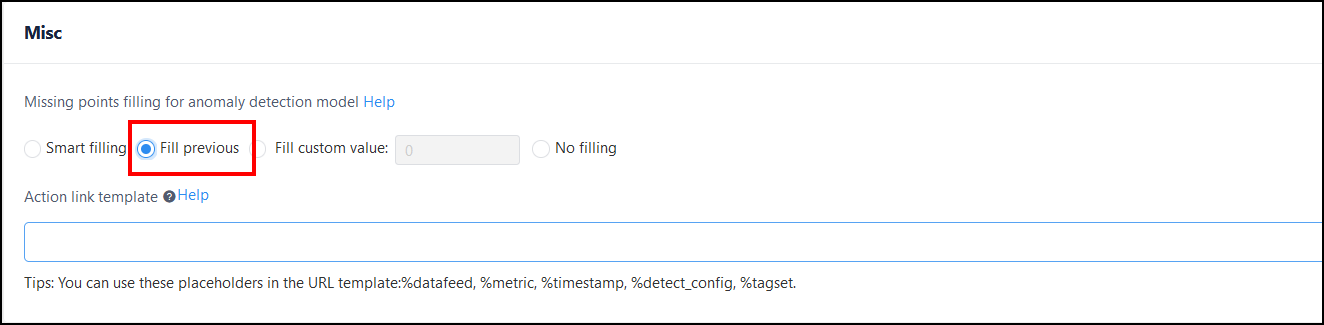 Misc
Missing points filling for anomaly detection model Help
Smart filling Fill previous Fill custom value: 0 No filling
Action link template ? Help
Tips: You can use these placeholders in the URL template:%datafeed, %metric, %timestamp, %detect_config, %tagset.